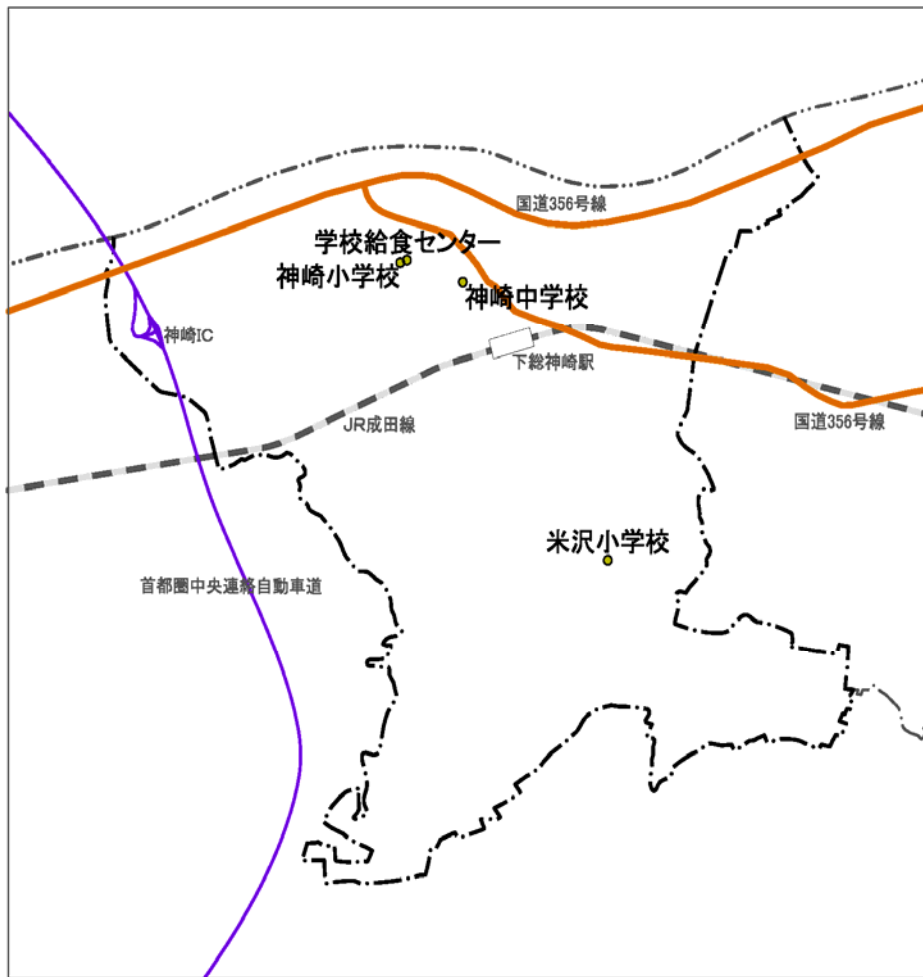 国道356号線
学校給食センター
神崎小学校
神崎中学校
神崎IC
下総神崎駅
JR成田線
国道356号線
米沢小学校
首都圏中央連絡自動車道